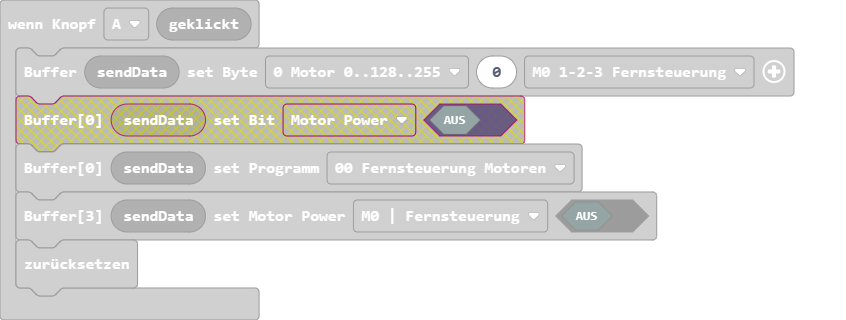 wenn Knopf A geklickt
Buffer sendData set Byte 0 Motor 0..128..255 0 M0 1-2-3 Fernsteuerung
Buffer[0] sendData set Bit Motor Power AUS
Buffer[0] sendData set Programm 00 Fernsteuerung Motoren
Buffer[3] sendData set Motor Power M0 | Fernsteuerung AUS
zurücksetzen